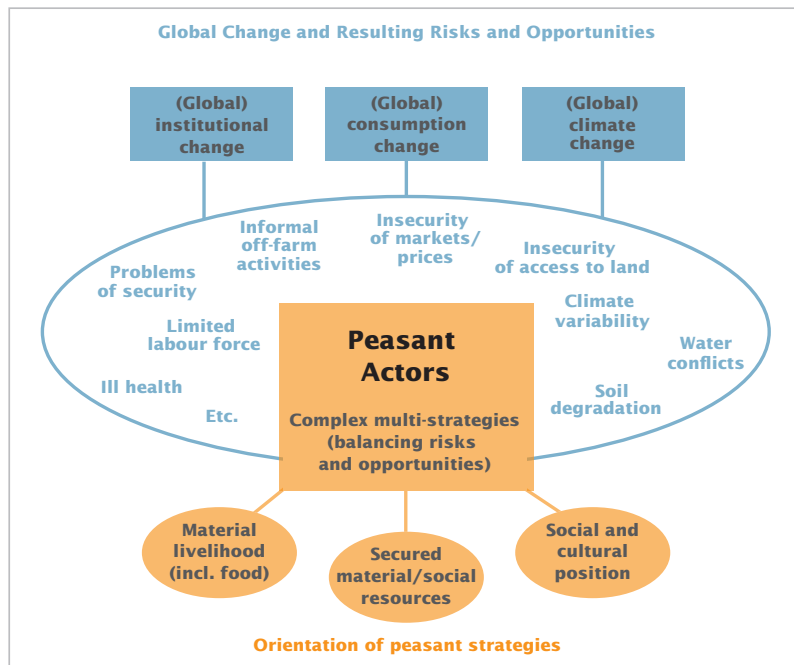 Global Change and Resulting Risks and Opportunities
(Global)
institutional
change
(Global)
consumption
change
(Global)
climate
change
Informal
off-farm
activities
Insecurity
of markets/
prices
Insecurity
of access to land
Problems
of security
Climate
variability
Limited
labour force
Water
conflicts
Ill health
Etc.
Soil
degradation
Peasant
Actors
Complex multi-strategies
(balancing risks
and opportunities)
Material
livelihood
(incl. food)
Secured
material/social
resources
Social and
cultural
position
Orientation of peasant strategies